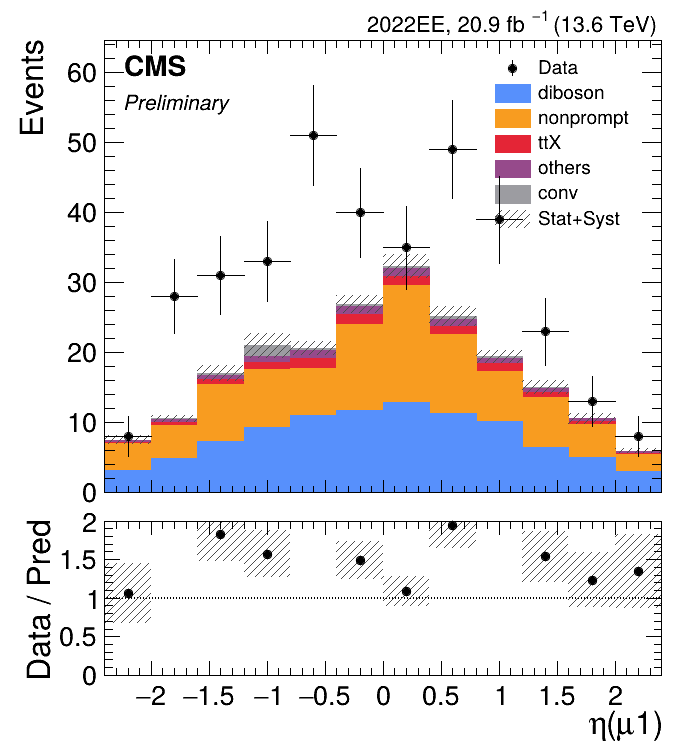 2022EE, 20.9 fb⁻¹ (13.6 TeV)
CMS
Preliminary
Events
60
50
40
30
20
10
0
Data
diboson
nonprompt
ttX
others
conv
Stat+Syst
Data / Pred
2
1.5
1
0.5
0
−2 −1.5 −1 −0.5 0 0.5 1 1.5 2
η(μ1)